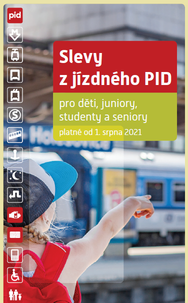 pid
Slevy
z jízdného PID
pro děti, juniory,
studenty a seniory
platné od 1. srpna 2021